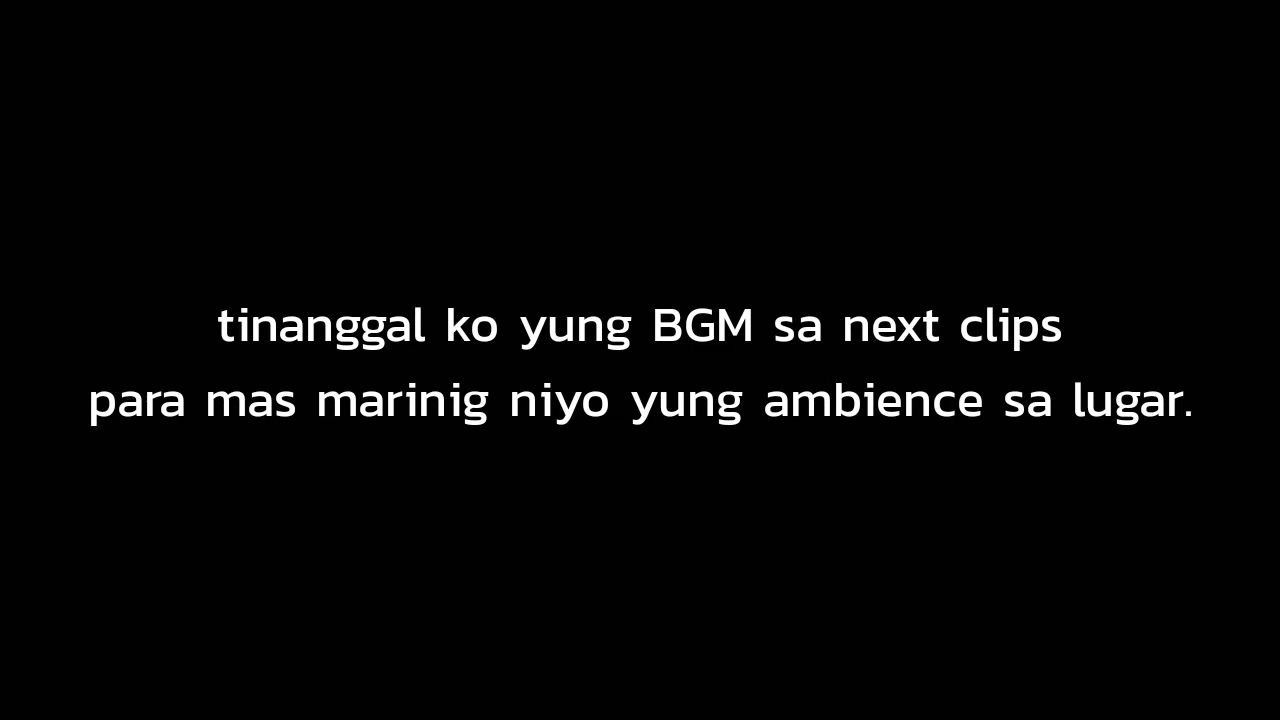 tinanggal ko yung BGM sa next clips
para mas marinig niyo yung ambience sa lugar.